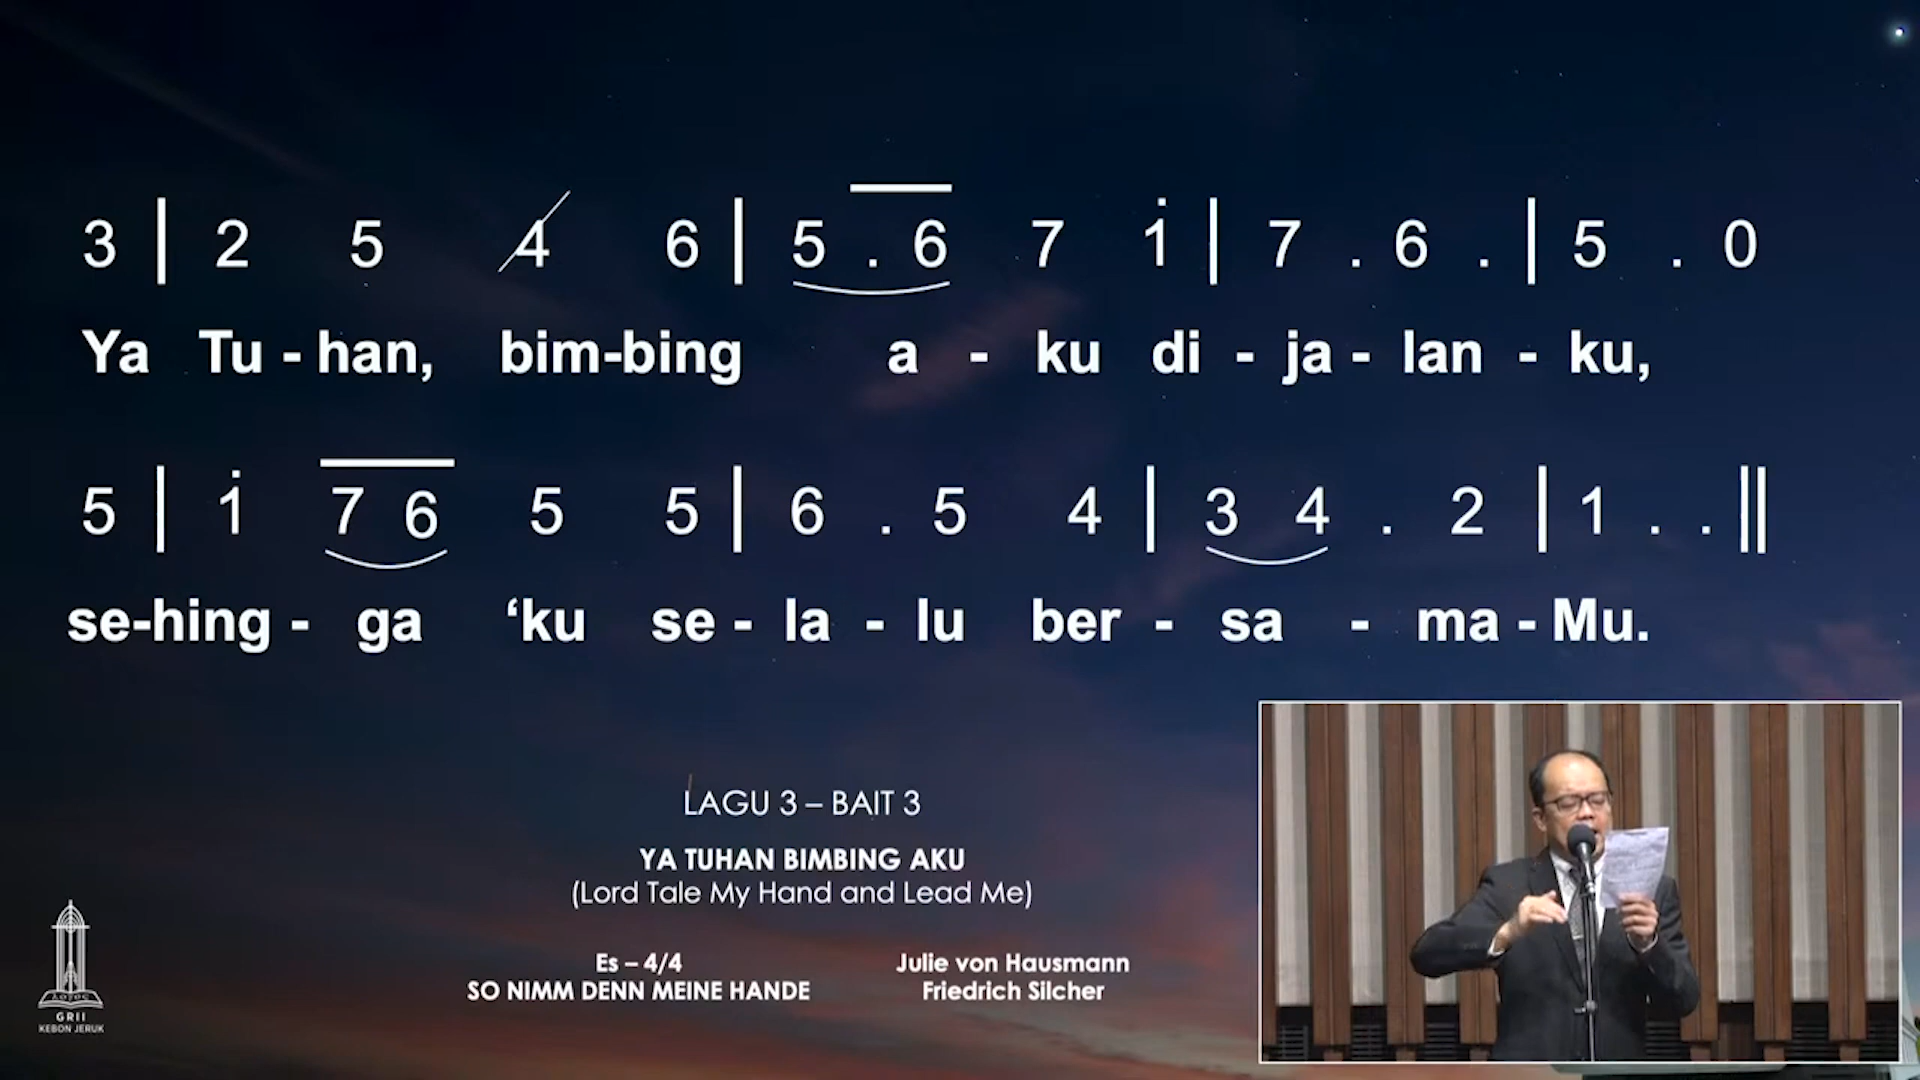 3 | 2 5 4̸ 6 | 5 . 6 7 1̇ | 7 . 6 . | 5 . 0
Ya Tu - han, bim-bing a - ku di - ja - lan - ku,
5 | 1̇ 7 6 5 5 | 6 . 5 4 | 3 4 . 2 | 1 . . ||
se-hing - ga ‘ku se - la - lu ber - sa - ma - Mu.
LAGU 3 – BAIT 3
YA TUHAN BIMBING AKU
(Lord Tale My Hand and Lead Me)
Es – 4/4
SO NIMM DENN MEINE HANDE
Julie von Hausmann
Friedrich Silcher
GRII
KEBON JERUK